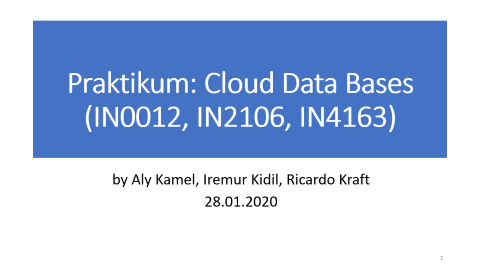 Praktikum: Cloud Data Bases
(IN0012, IN2106, IN4163)
by Aly Kamel, Iremur Kidil, Ricardo Kraft
28.01.2020
1